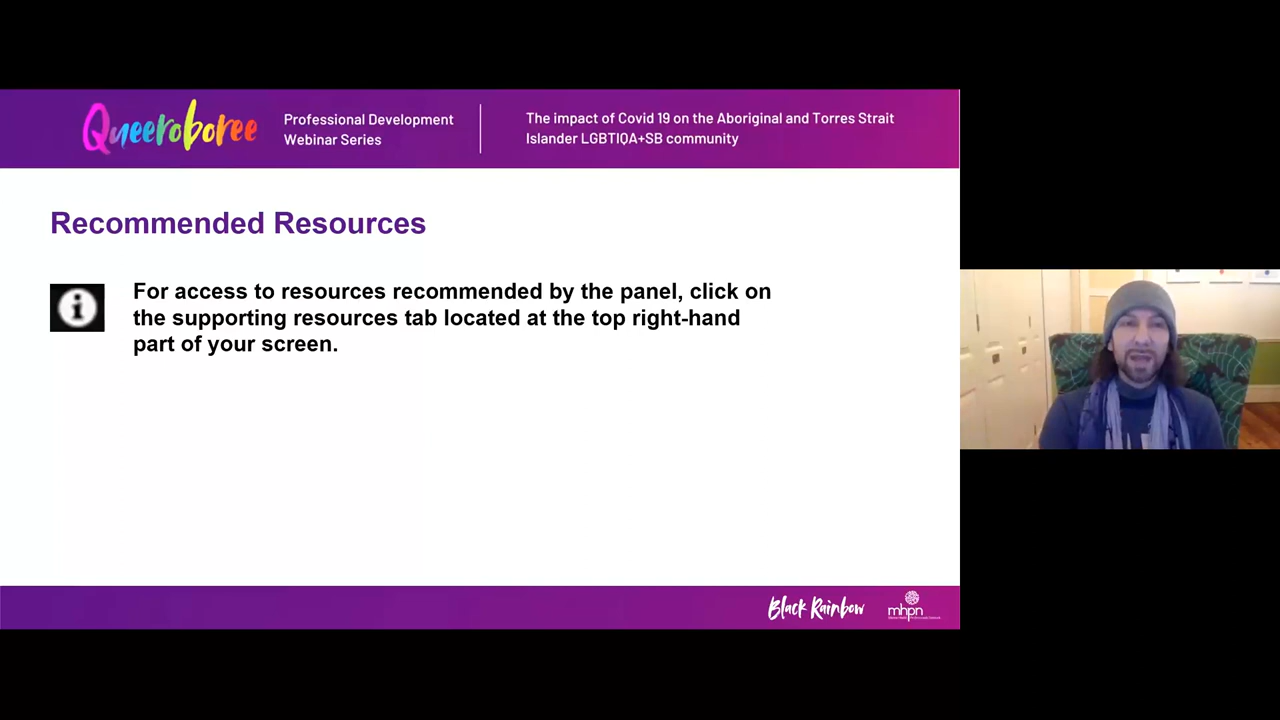 Queeroboree
Professional Development
Webinar Series
The impact of Covid 19 on the Aboriginal and Torres Strait
Islander LGBTIQA+SB community
Recommended Resources
For access to resources recommended by the panel, click on
the supporting resources tab located at the top right-hand
part of your screen.
Black Rainbow
mhpn